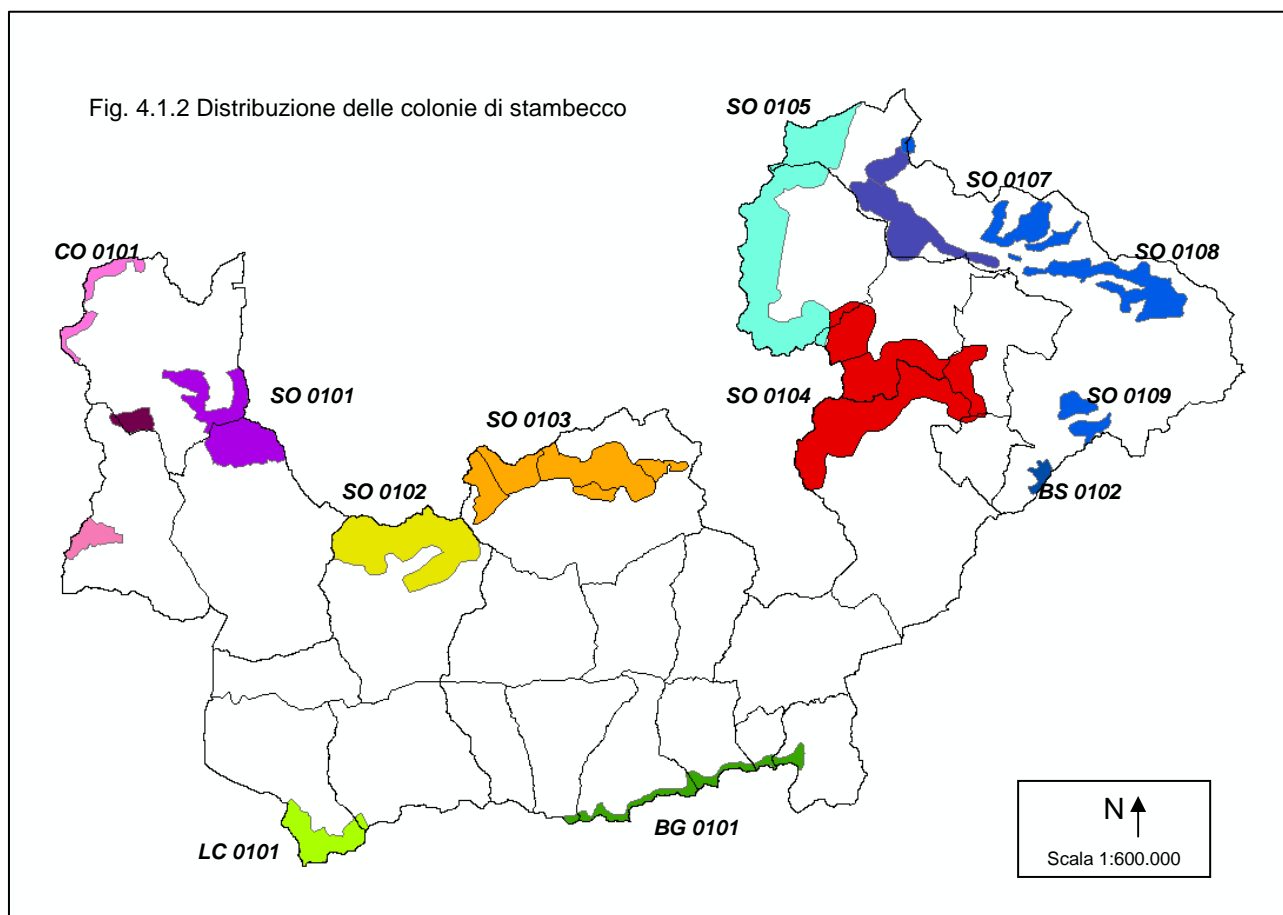 Fig. 4.1.2 Distribuzione delle colonie di stambecco
SO 0105
SO 0107
CO 0101
SO 0108
SO 0101
SO 0104
SO 0109
SO 0103
SO 0102
BS 0102
BG 0101
LC 0101
N
Scala 1:600.000